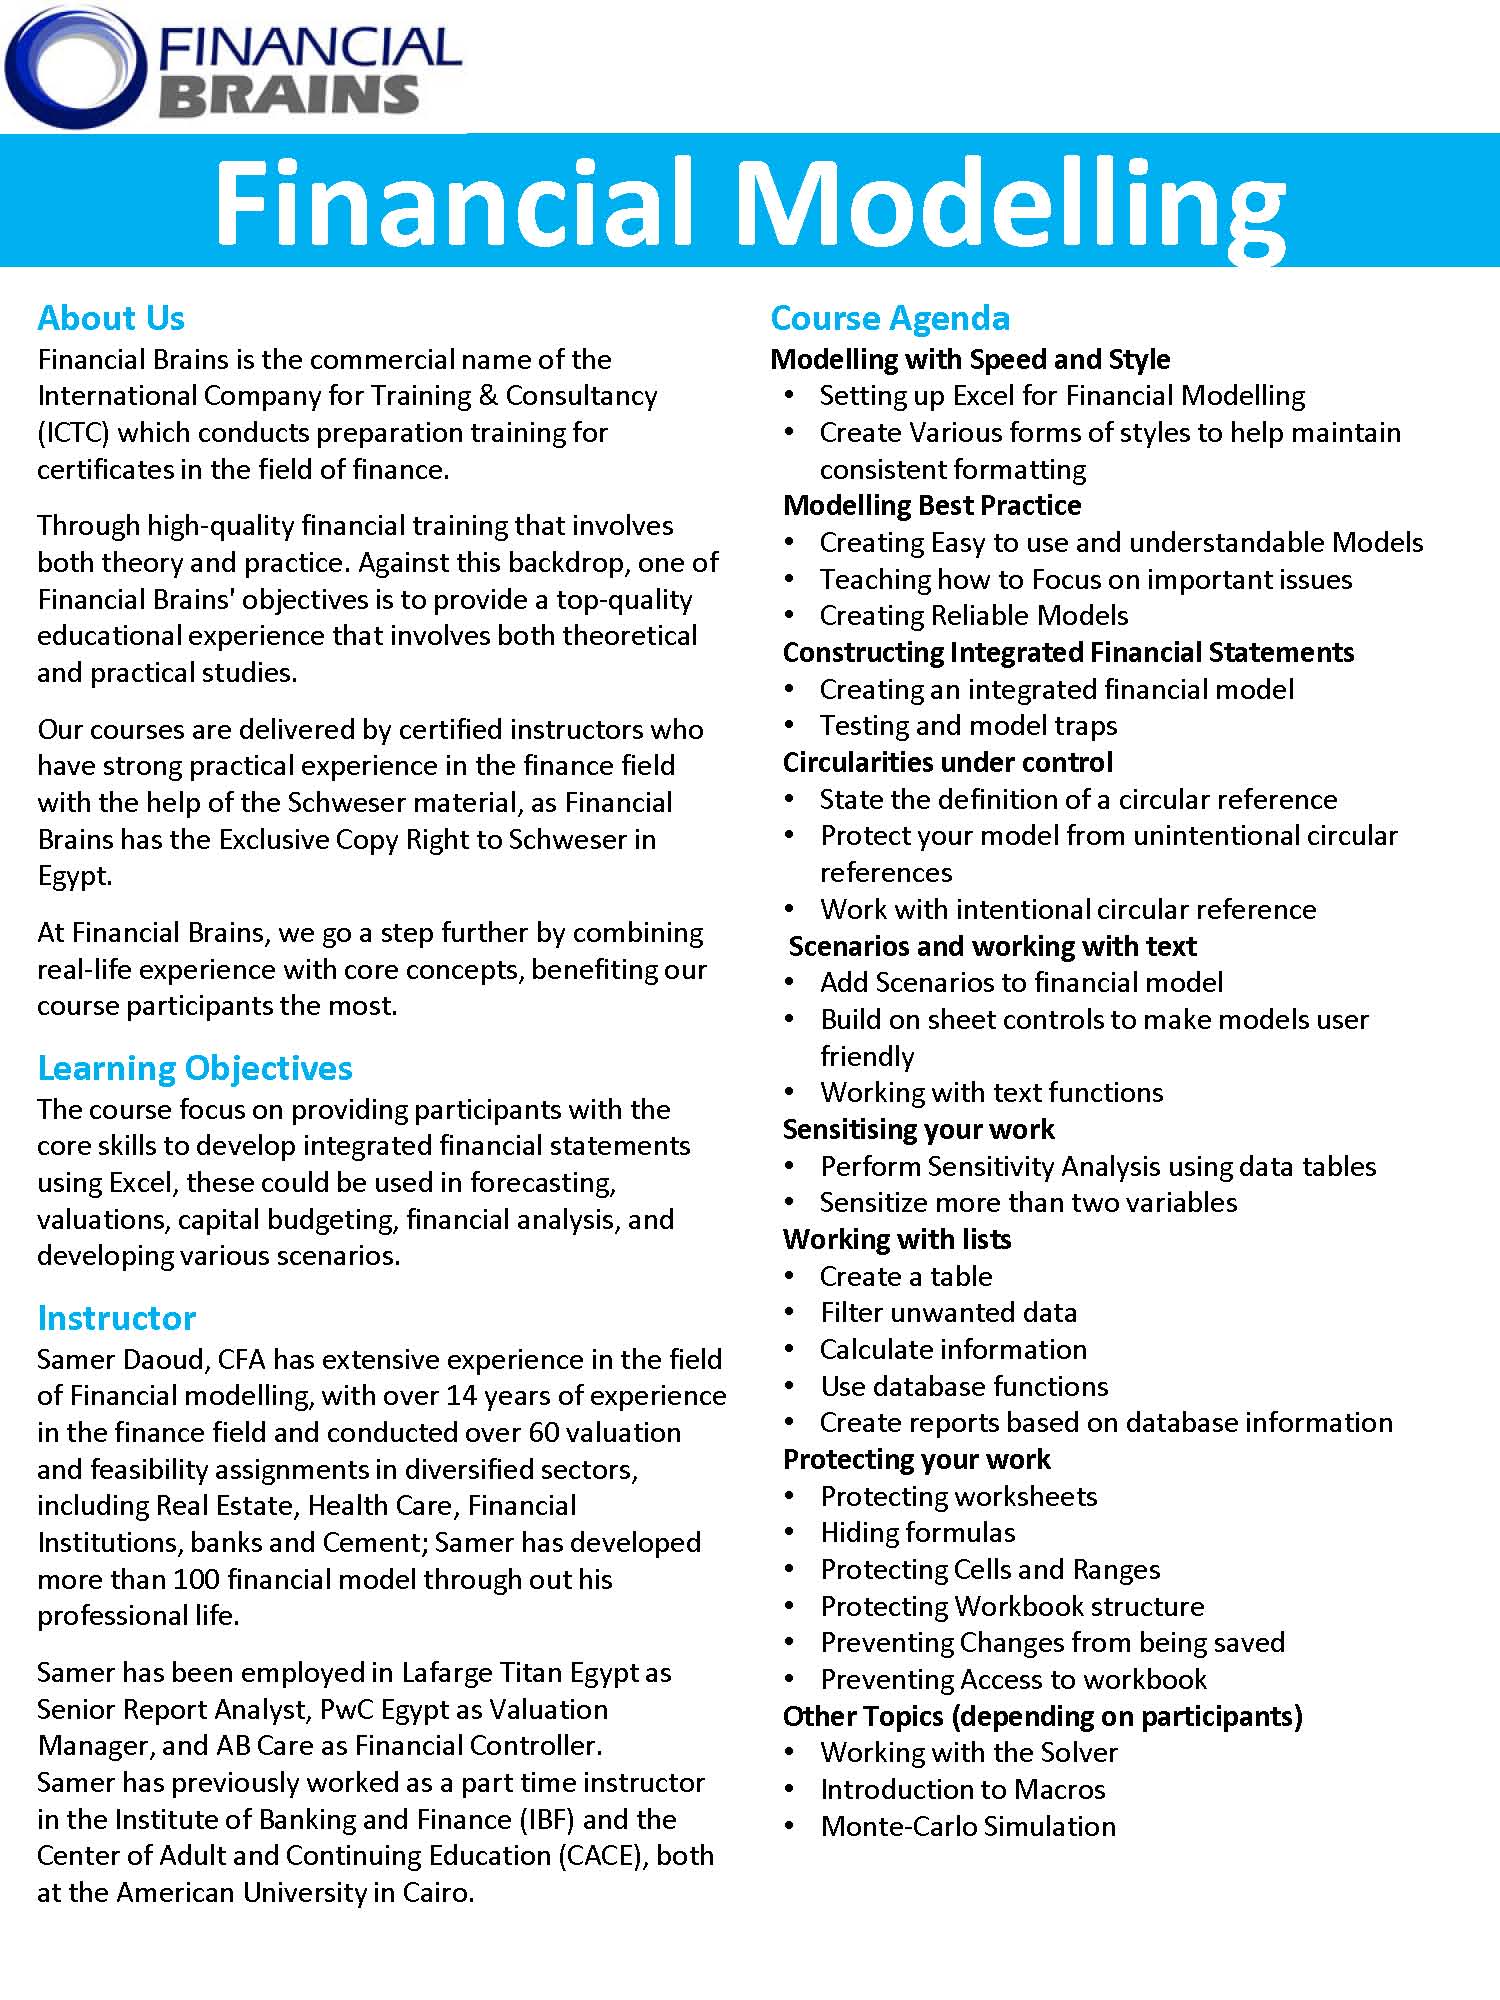 FINANCIAL
BRAINS
Financial Modelling
About Us
Financial Brains is the commercial name of the
International Company for Training & Consultancy
(ICTC) which conducts preparation training for
certificates in the field of finance.
Through high-quality financial training that involves
both theory and practice. Against this backdrop, one of
Financial Brains' objectives is to provide a top-quality
educational experience that involves both theoretical
and practical studies.
Our courses are delivered by certified instructors who
have strong practical experience in the finance field
with the help of the Schweser material, as Financial
Brains has the Exclusive Copy Right to Schweser in
Egypt.
At Financial Brains, we go a step further by combining
real-life experience with core concepts, benefiting our
course participants the most.
Learning Objectives
The course focus on providing participants with the
core skills to develop integrated financial statements
using Excel, these could be used in forecasting,
valuations, capital budgeting, financial analysis, and
developing various scenarios.
Instructor
Samer Daoud, CFA has extensive experience in the field
of Financial modelling, with over 14 years of experience
in the finance field and conducted over 60 valuation
and feasibility assignments in diversified sectors,
including Real Estate, Health Care, Financial
Institutions, banks and Cement; Samer has developed
more than 100 financial model through out his
professional life.
Samer has been employed in Lafarge Titan Egypt as
Senior Report Analyst, PwC Egypt as Valuation
Manager, and AB Care as Financial Controller.
Samer has previously worked as a part time instructor
in the Institute of Banking and Finance (IBF) and the
Center of Adult and Continuing Education (CACE), both
at the American University in Cairo.
Course Agenda
Modelling with Speed and Style
• Setting up Excel for Financial Modelling
• Create Various forms of styles to help maintain
consistent formatting
Modelling Best Practice
• Creating Easy to use and understandable Models
• Teaching how to Focus on important issues
• Creating Reliable Models
Constructing Integrated Financial Statements
• Creating an integrated financial model
• Testing and model traps
Circularities under control
• State the definition of a circular reference
• Protect your model from unintentional circular
references
• Work with intentional circular reference
Scenarios and working with text
• Add Scenarios to financial model
• Build on sheet controls to make models user
friendly
• Working with text functions
Sensitising your work
• Perform Sensitivity Analysis using data tables
• Sensitize more than two variables
Working with lists
• Create a table
• Filter unwanted data
• Calculate information
• Use database functions
• Create reports based on database information
Protecting your work
• Protecting worksheets
• Hiding formulas
• Protecting Cells and Ranges
• Protecting Workbook structure
• Preventing Changes from being saved
• Preventing Access to workbook
Other Topics (depending on participants)
• Working with the Solver
• Introduction to Macros
• Monte-Carlo Simulation